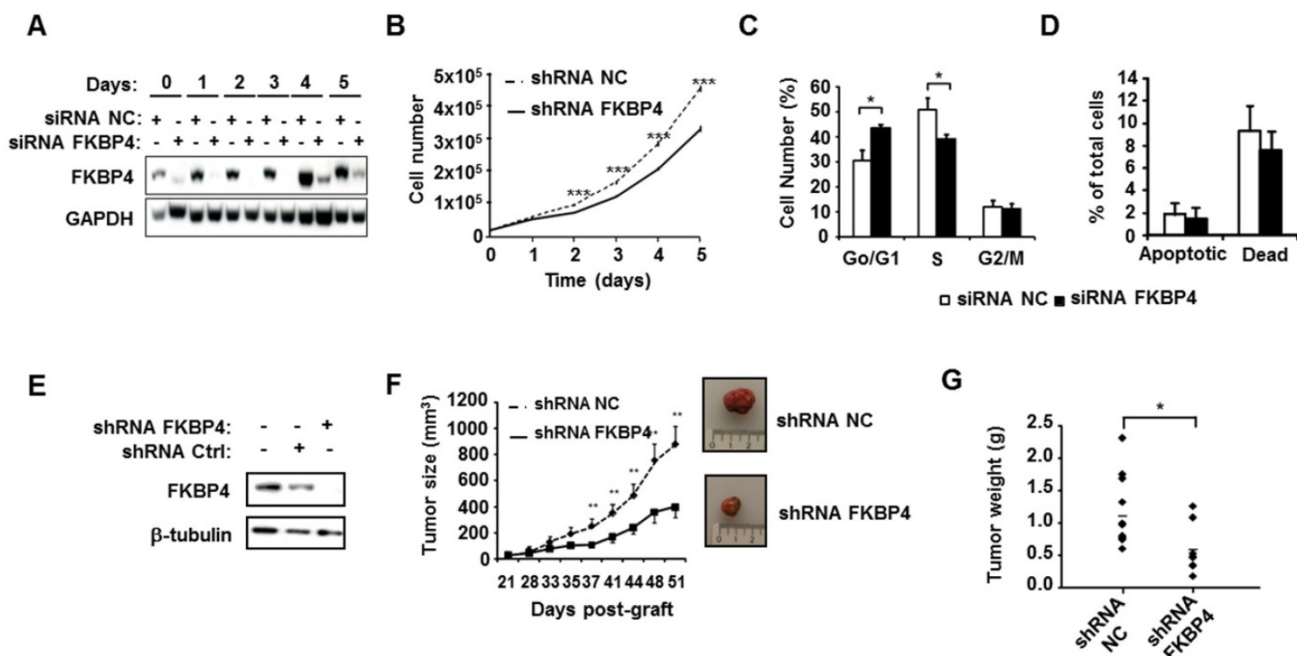 A
Days: 0 1 2 3 4 5
siRNA NC: + - + - + - + - + - + -
siRNA FKBP4: - + - + - + - + - + - +
FKBP4
GAPDH
B
5x10⁵
4x10⁵
3x10⁵
2x10⁵
1x10⁵
0
Cell number
shRNA NC
shRNA FKBP4
*** *** *** ***
0 1 2 3 4 5
Time (days)
C
60
50
40
30
20
10
0
Cell Number (%)
* *
Go/G1 S G2/M
D
14
12
10
8
6
4
2
0
% of total cells
Apoptotic Dead
siRNA NC siRNA FKBP4
E
shRNA FKBP4: - - +
shRNA Ctrl: - + -
FKBP4
β-tubulin
F
1200
1000
800
600
400
200
0
Tumor size (mm³)
shRNA NC
shRNA FKBP4
** ** ** ** **
21 28 33 35 37 41 44 48 51
Days post-graft
0 1 2
shRNA NC
0 1 2
shRNA FKBP4
G
2.5
2.0
1.5
1.0
0.5
0.0
Tumor weight (g)
*
shRNA
NC
shRNA
FKBP4